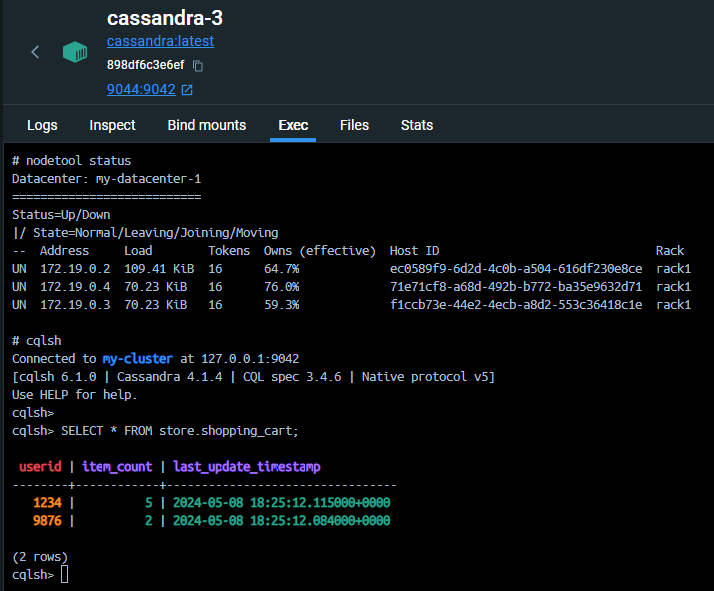 cassandra-3
cassandra:latest
898df6c3e6ef
9044:9042
Logs Inspect Bind mounts Exec Files Stats
# nodetool status
Datacenter: my-datacenter-1
===========================
Status=Up/Down
|/ State=Normal/Leaving/Joining/Moving
--  Address     Load        Tokens  Owns (effective)  Host ID                               Rack
UN  172.19.0.2  109.41 KiB  16      64.7%             ec0589f9-6d2d-4c0b-a504-616df230e8ce  rack1
UN  172.19.0.4  70.23 KiB   16      76.0%             71e71cf8-a68d-492b-b772-ba35e9632d71  rack1
UN  172.19.0.3  70.23 KiB   16      59.3%             f1ccb73e-44e2-4ecb-a8d2-553c36418c1e  rack1
# cqlsh
Connected to my-cluster at 127.0.0.1:9042
[cqlsh 6.1.0 | Cassandra 4.1.4 | CQL spec 3.4.6 | Native protocol v5]
Use HELP for help.
cqlsh>
cqlsh> SELECT * FROM store.shopping_cart;
 userid | item_count | last_update_timestamp
--------+------------+---------------------------------
   1234 |          5 | 2024-05-08 18:25:12.115000+0000
   9876 |          2 | 2024-05-08 18:25:12.084000+0000
(2 rows)
cqlsh>